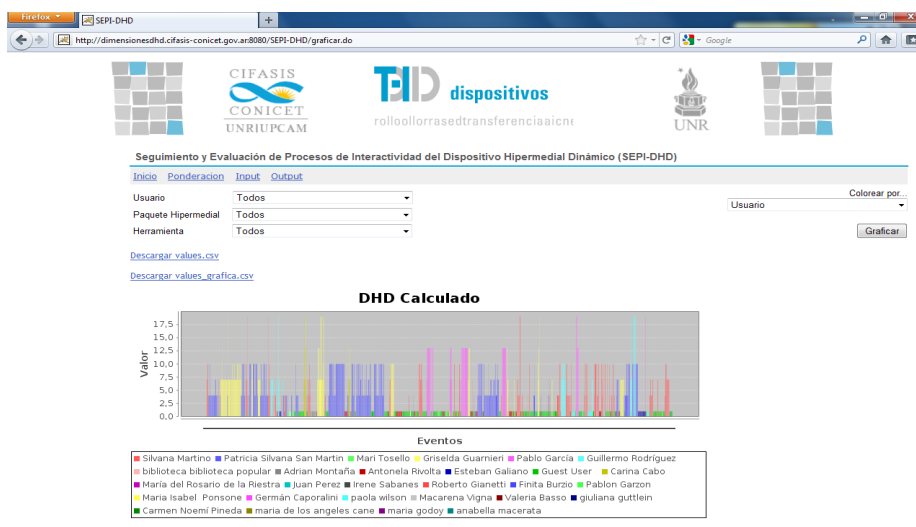 Firefox
SEPI-DHD
http://dimensionesdhd.cifasis-conicet.gov.ar:8080/SEPI-DHD/graficar.do
Google
CIFASIS
CONICET
UNRIUPCAM
DHD dispositivos
UNR
Seguimiento y Evaluación de Procesos de Interactividad del Dispositivo Hipermedial Dinámico (SEPI-DHD)
Inicio Ponderacion Input Output
Usuario Todos
Colorear por...
Usuario
Paquete Hipermedial Todos
Herramienta Todos
Graficar
Descargar values.csv
Descargar values_grafica.csv
DHD Calculado
Valor
17,5
15,0
12,5
10,0
7,5
5,0
2,5
0,0
Eventos
Silvana Martino Patricia Silvana San Martin Mari Tosello Griselda Guarnieri Pablo García Guillermo Rodríguez
biblioteca biblioteca popular Adrian Montaña Antonela Rivolta Esteban Galiano Guest User Carina Cabo
María del Rosario de la Riestra Juan Perez Irene Sabanes Roberto Gianetti Finita Burzio Pablon Garzon
Maria Isabel Ponsone Germán Caporalini paola wilson Macarena Vigna Valeria Basso giuliana guttlein
Carmen Noemí Pineda maria de los angeles cane maria godoy anabella macerata